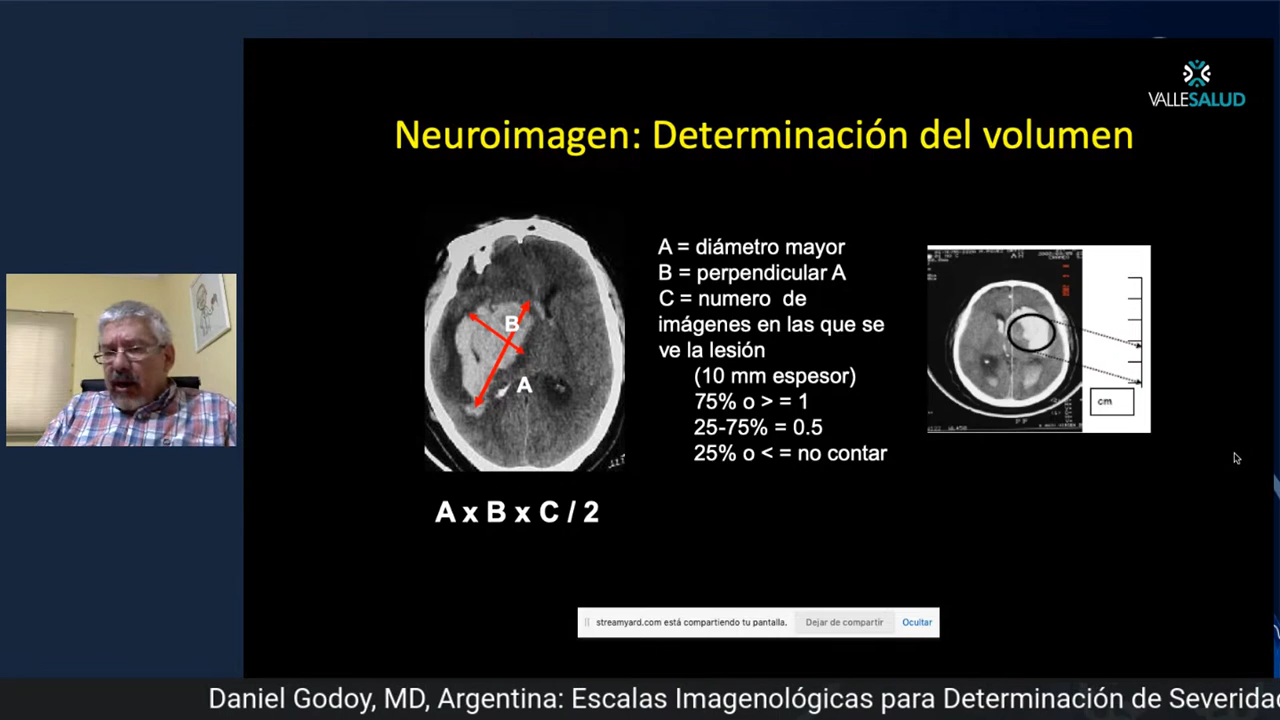 VALLESALUD
Neuroimagen: Determinación del volumen
A = diámetro mayor
B = perpendicular A
C = numero de
imágenes en las que se
ve la lesión
(10 mm espesor)
75% o > = 1
25-75% = 0.5
25% o < = no contar
B
A
cm
A x B x C / 2
streamyard.com está compartiendo tu pantalla.
Dejar de compartir
Ocultar
Daniel Godoy, MD, Argentina: Escalas Imagenológicas para Determinación de Severida